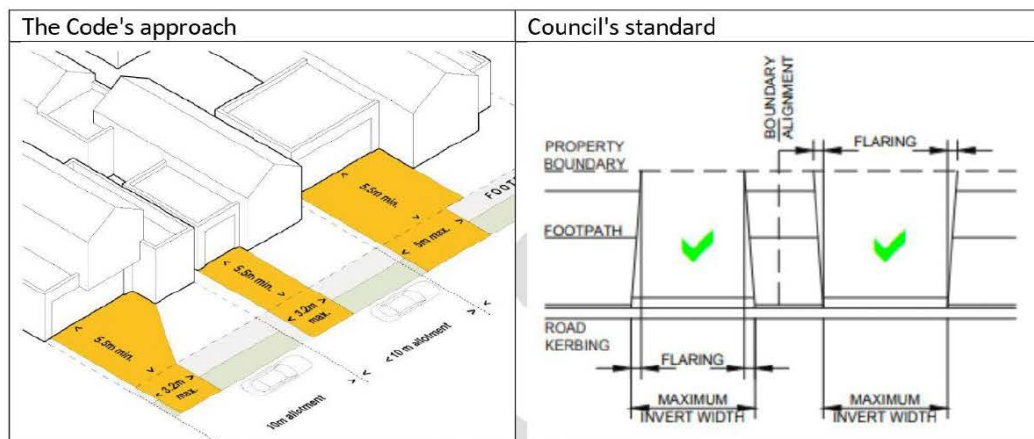 The Code's approach
Council's standard
5.5m min.
FOOT
5m max.
5.5m min.
3.2m
max.
<10 m allotment
5.5m min.
3.2m
max.
10m allotment
BOUNDARY
ALIGNMENT
FLARING
PROPERTY
BOUNDARY
FOOTPATH
ROAD
KERBING
FLARING
MAXIMUM
INVERT WIDTH
MAXIMUM
INVERT WIDTH